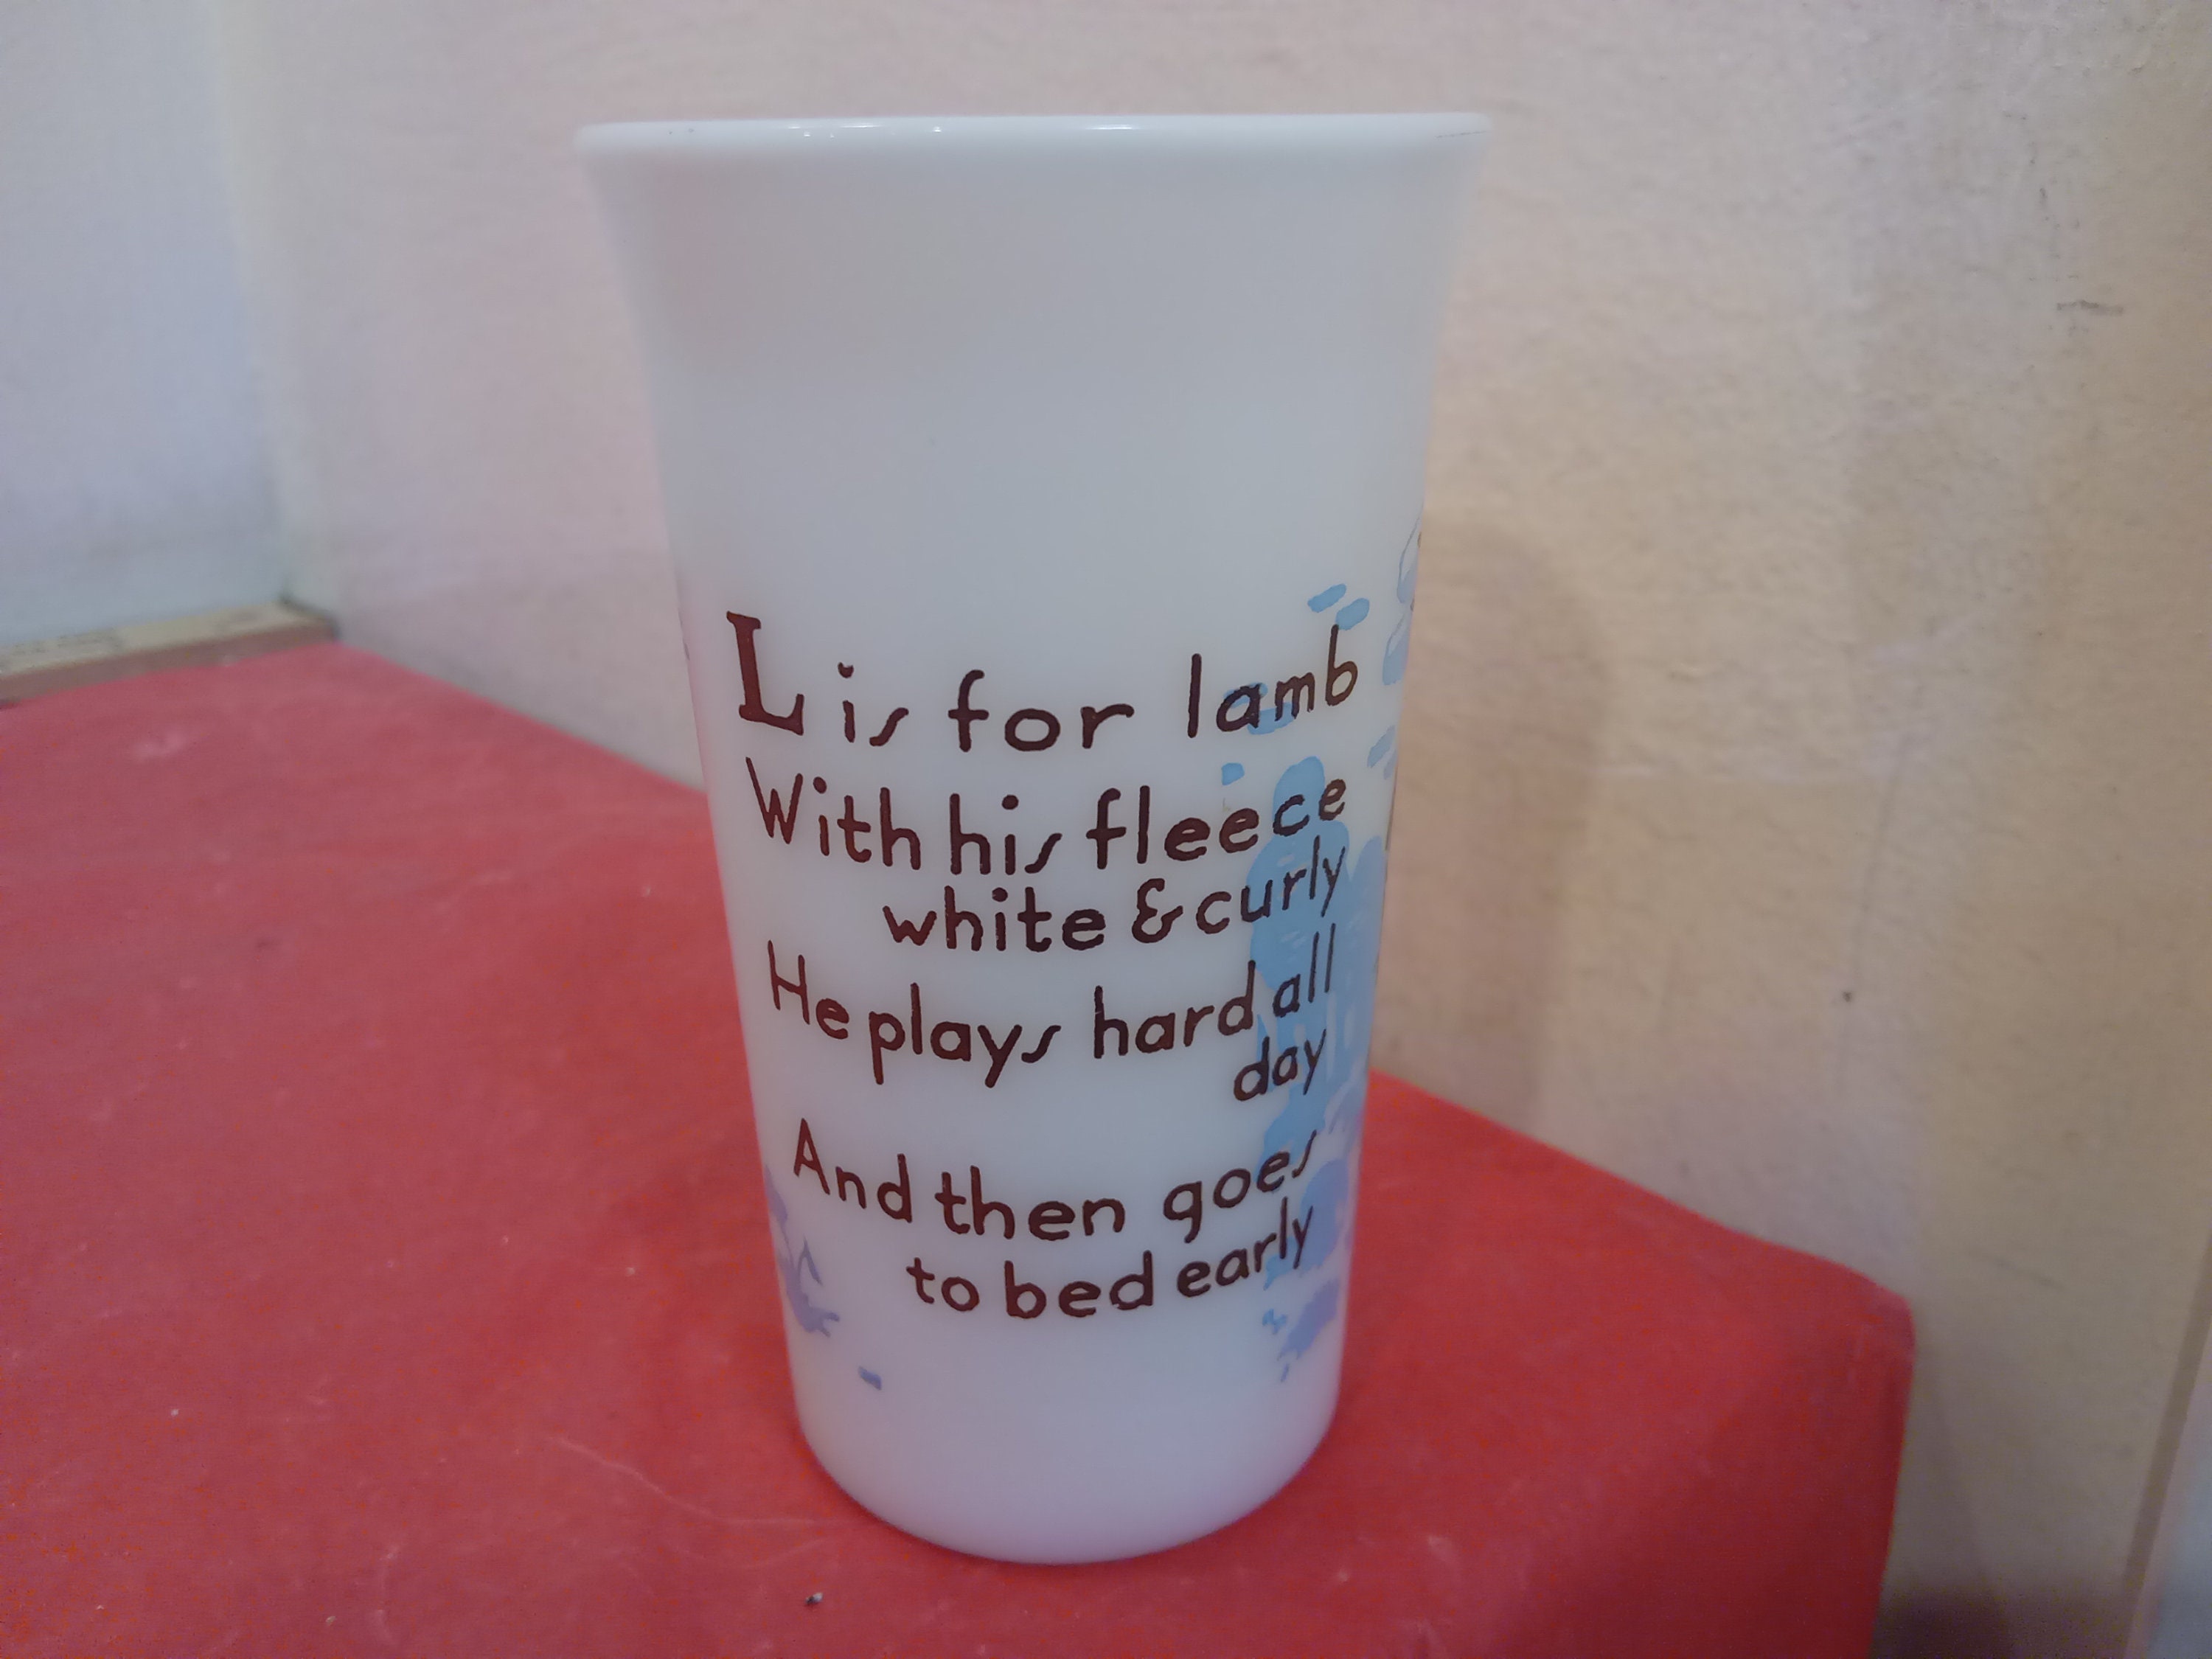 L is for lamb
With his fleece
white & curly
He plays hard all
day
And then goes
to bed early